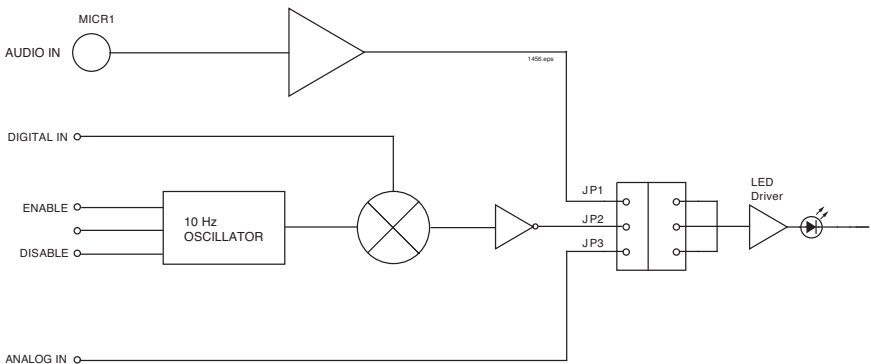 MICR1
AUDIO IN
1456.eps
DIGITAL IN
JP1
LED
Driver
ENABLE
10 Hz
OSCILLATOR
JP2
DISABLE
JP3
ANALOG IN